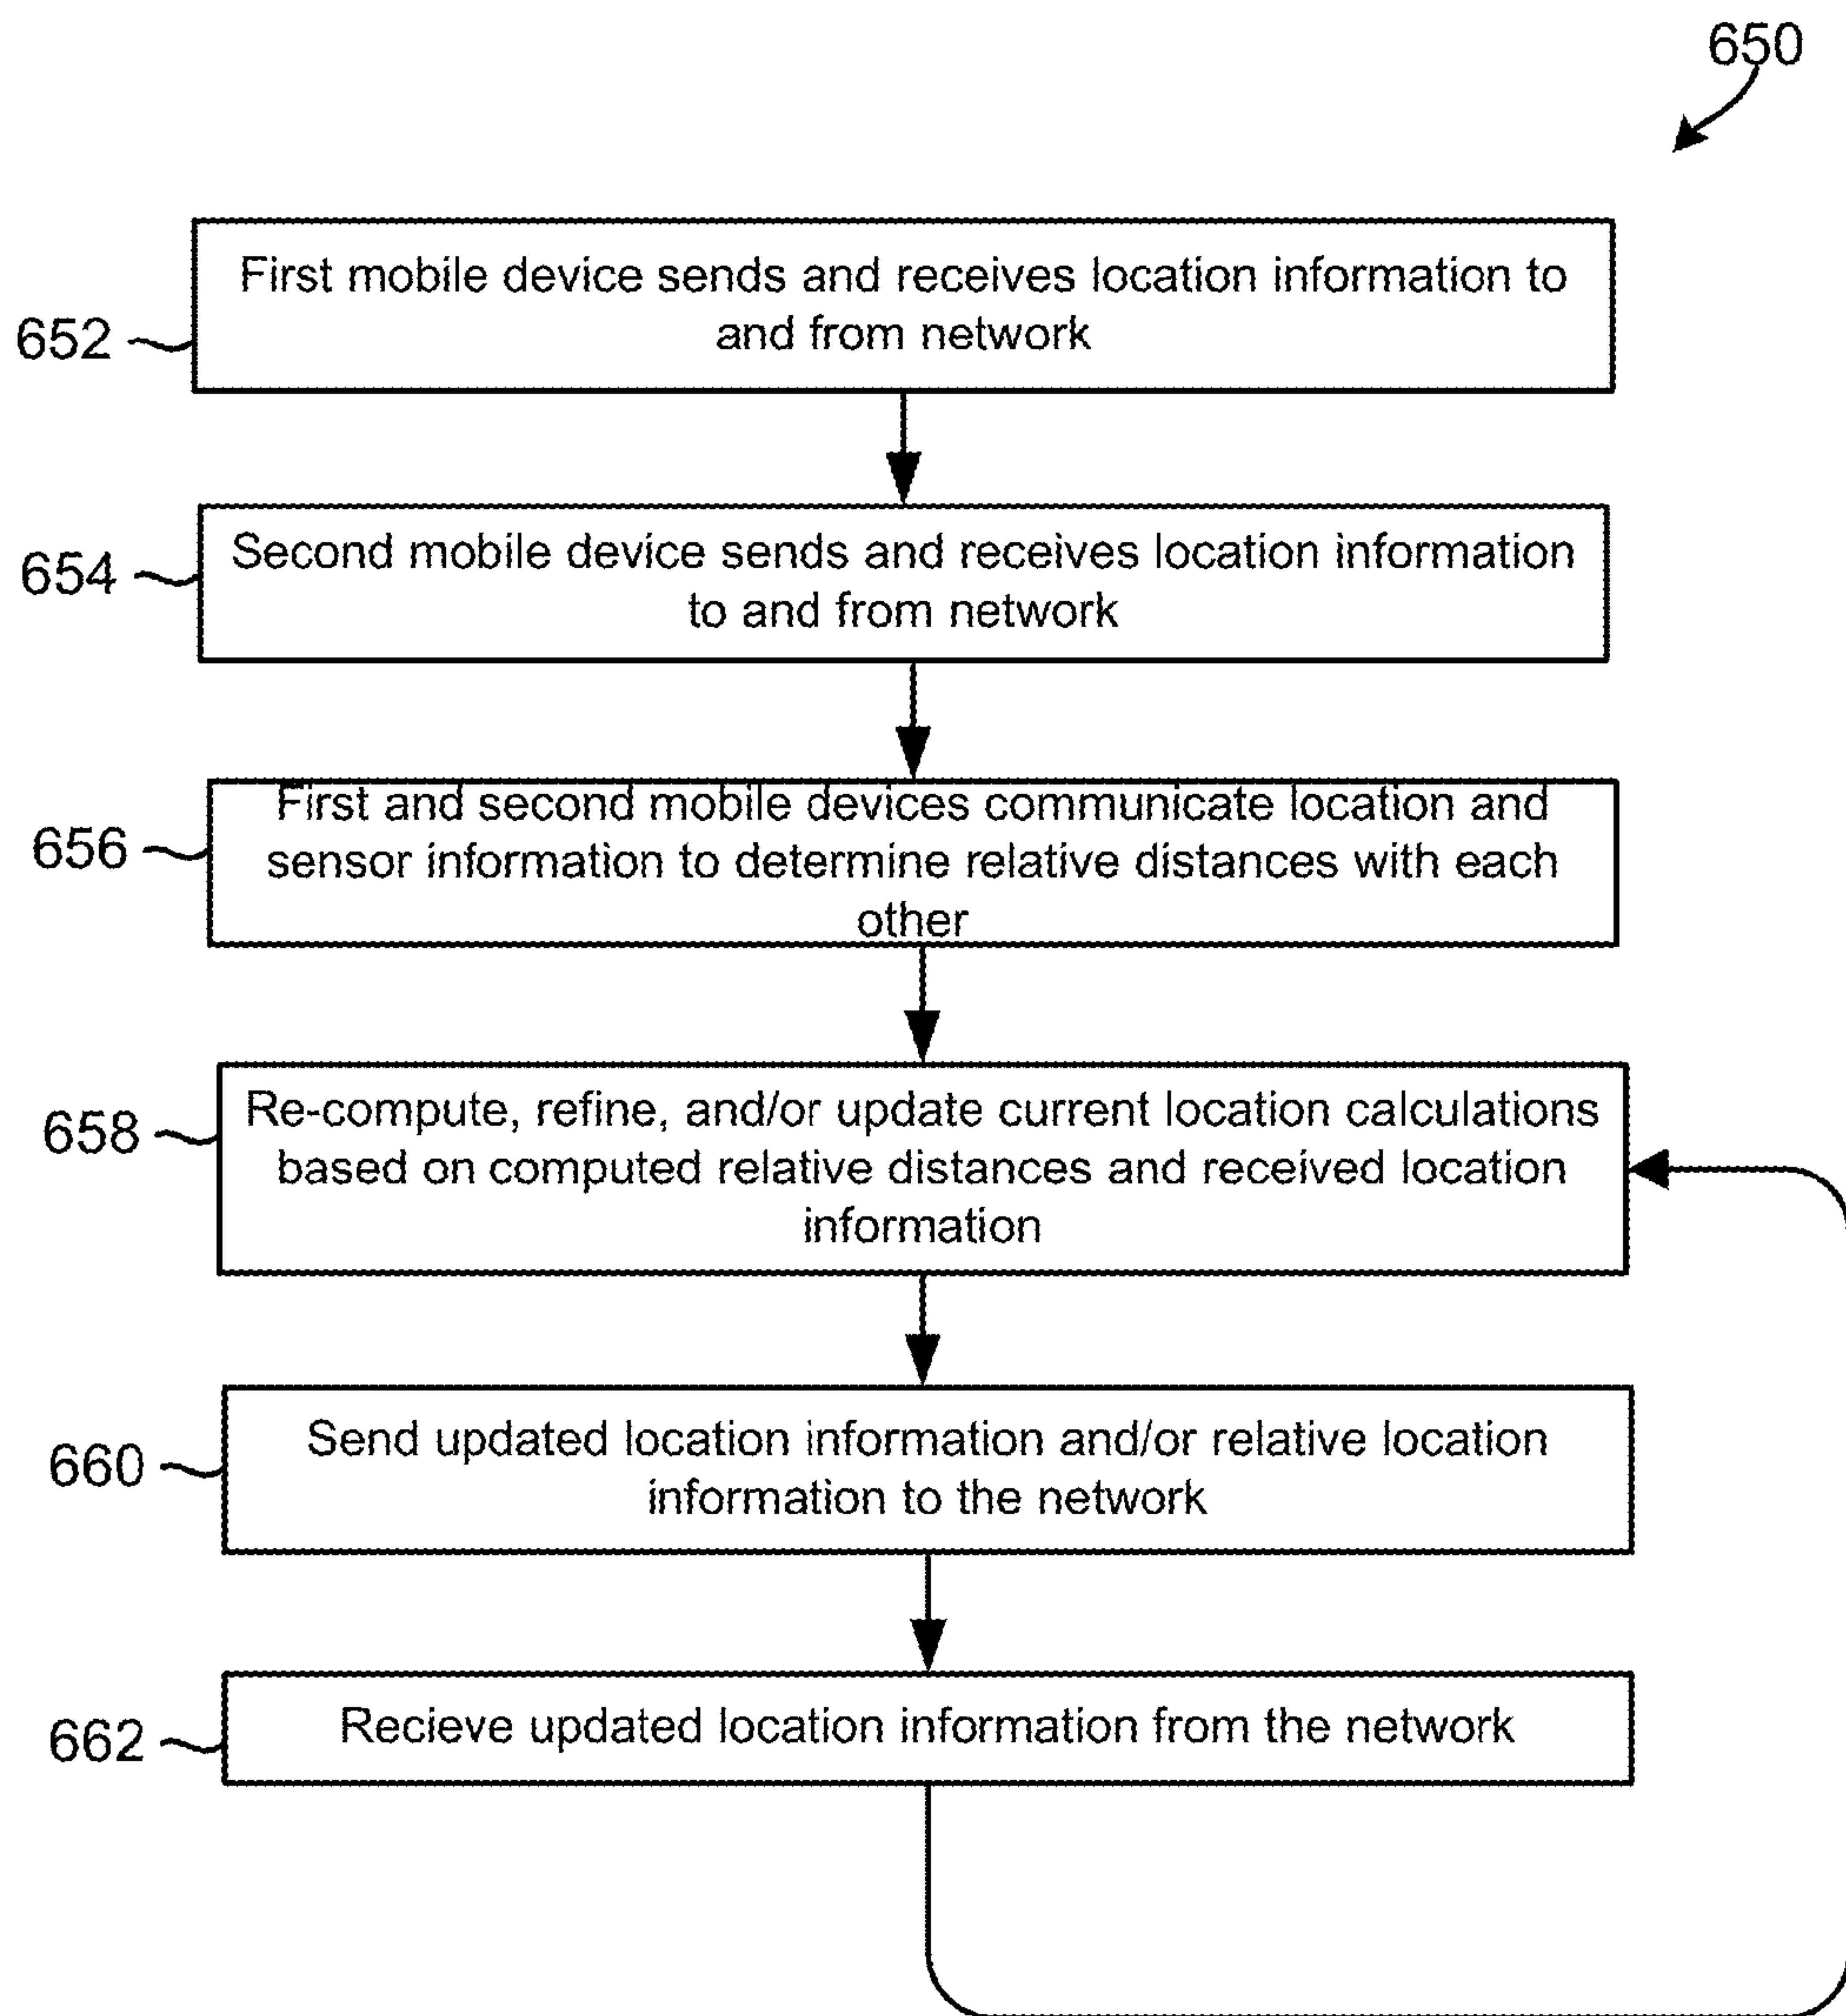 650
652
First mobile device sends and receives location information to
and from network
654
Second mobile device sends and receives location information
to and from network
656
First and second mobile devices communicate location and
sensor information to determine relative distances with each
other
658
Re-compute, refine, and/or update current location calculations
based on computed relative distances and received location
information
660
Send updated location information and/or relative location
information to the network
662
Recieve updated location information from the network